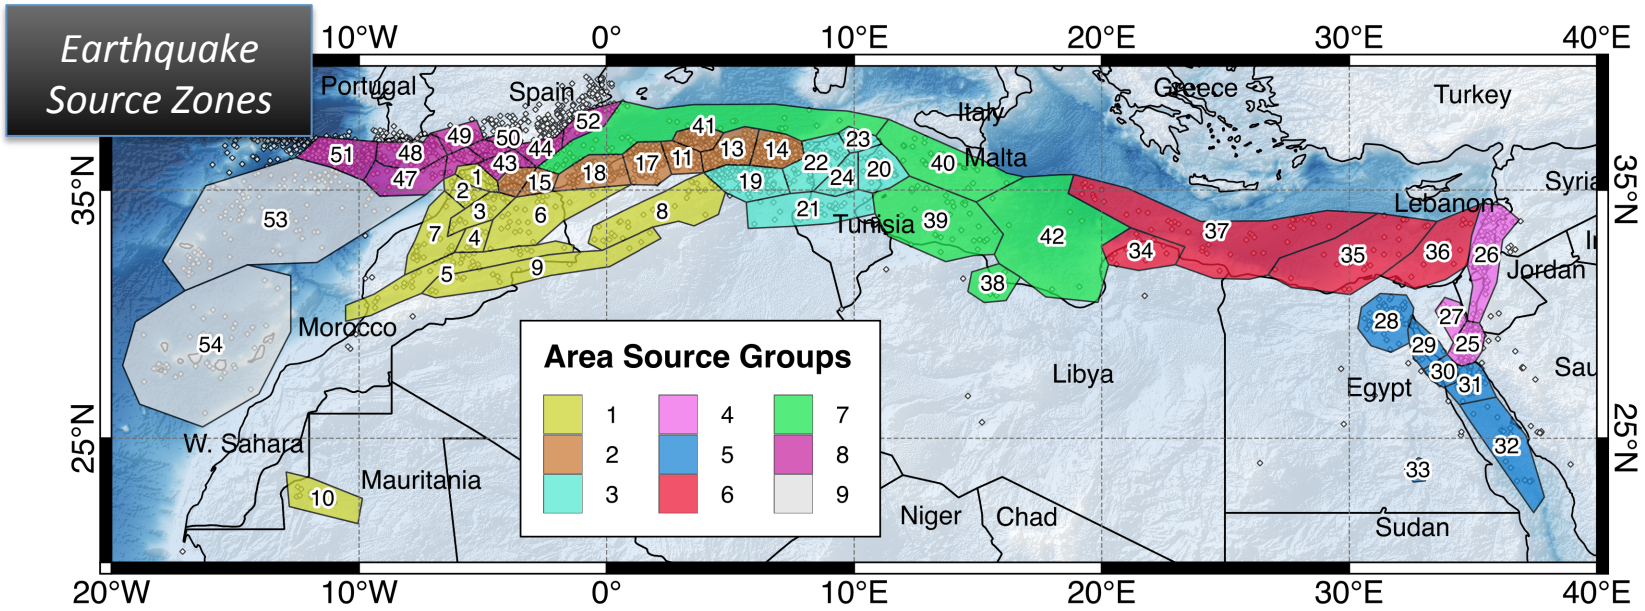 Earthquake
Source Zones
10°W 0° 10°E 20°E 30°E 40°E
Portugal Spain Italy Greece Turkey
52
41
49 50 23
51 48 43 44 18 17 11 13 14 22 24 20 40 Malta
47 1 15 19
35°N 35°N
2 Syria
3 6 8 21 Lebanon
53 Tunisia 39
7 4 42 37
34 35 36 26
5 9 38 Jordan
Morocco 28 27
54 29 25
Area Source Groups
1 4 7
2 5 8
3 6 9
Libya Egypt 30 31 Sau
25°N 25°N
W. Sahara 32
10 Mauritania 33
Niger Chad Sudan
20°W 10°W 0° 10°E 20°E 30°E 40°E